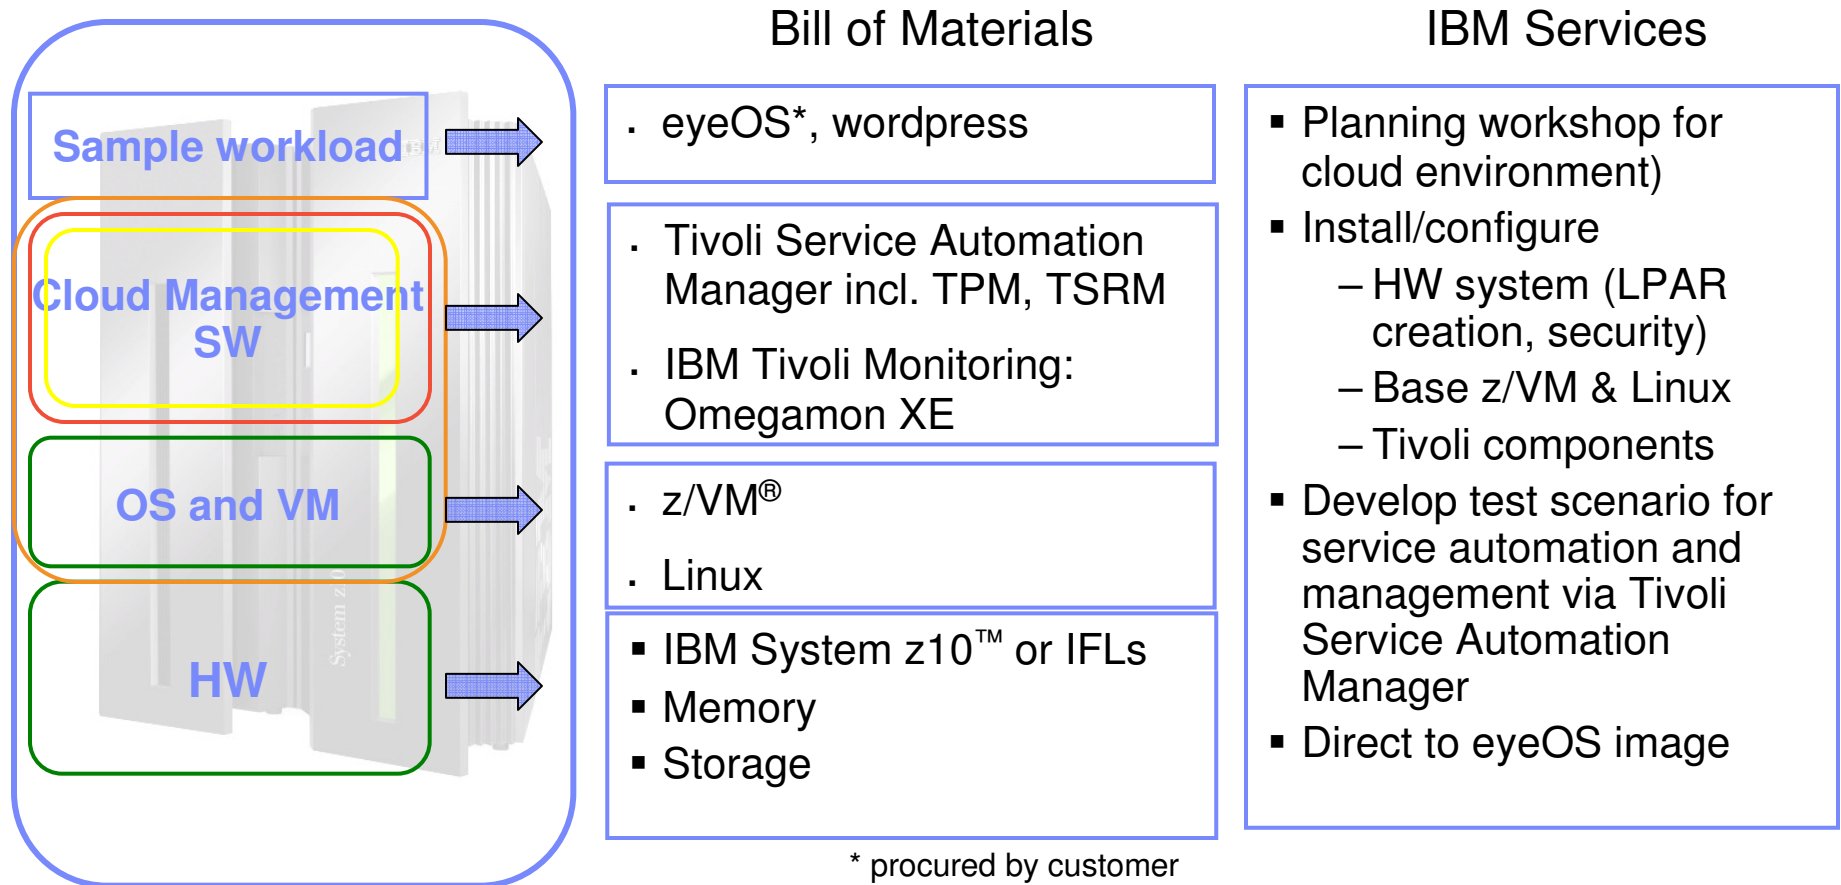 Bill of Materials
IBM Services
Sample workload
Cloud Management
SW
OS and VM
HW
System z10
▪ eyeOS*, wordpress
▪ Tivoli Service Automation
Manager incl. TPM, TSRM
▪ IBM Tivoli Monitoring:
Omegamon XE
▪ z/VM®
▪ Linux
▪ IBM System z10™ or IFLs
▪ Memory
▪ Storage
* procured by customer
▪ Planning workshop for
cloud environment)
▪ Install/configure
– HW system (LPAR
creation, security)
– Base z/VM & Linux
– Tivoli components
▪ Develop test scenario for
service automation and
management via Tivoli
Service Automation
Manager
▪ Direct to eyeOS image